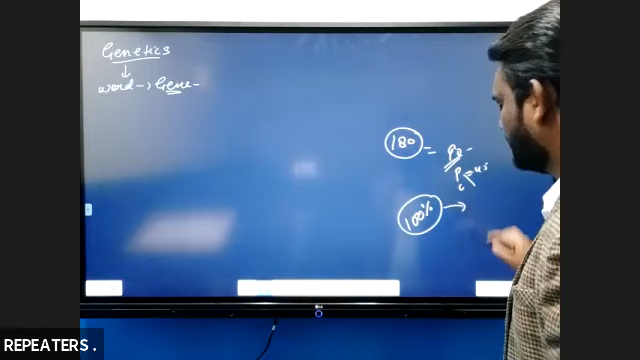 Genetics
word → Gene -
180 =
100% →
REPEATERS .